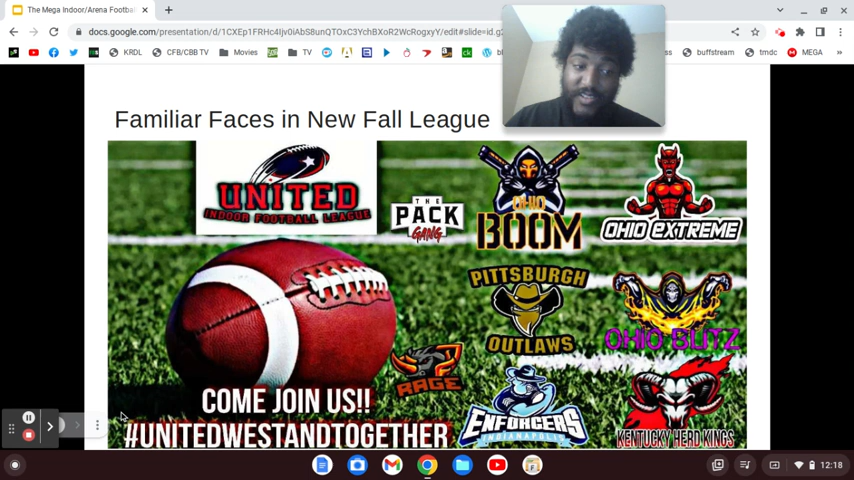 The Mega Indoor/Arena Footbal
docs.google.com/presentation/d/1CXEp1FRHc4Ijv0iAbS8unQTOxC3YchBXoR2WcRogxyY/edit#slide=id.g
KRDL
CFB/CBB TV
Movies
TV
buffstream
tmdc
MEGA
Familiar Faces in New Fall League
UNITED
INDOOR FOOTBALL LEAGUE
THE
PACK
GANG
OHIO
BOOM
OHIO EXTREME
PITTSBURGH
OUTLAWS
OHIO BLITZ
RAGE
COME JOIN US!!
#UNITEDWESTANDTOGETHER
ENFORCERS
INDIANAPOLIS
KENTUCKY HERD KINGS
12:18